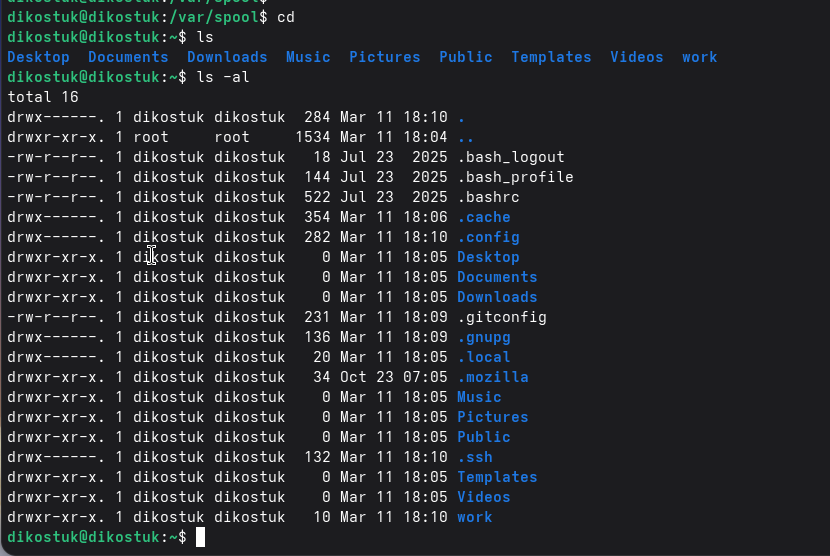 dikostuk@dikostuk:/var/spool$
dikostuk@dikostuk:/var/spool$ cd
dikostuk@dikostuk:~$ ls
Desktop  Documents  Downloads  Music  Pictures  Public  Templates  Videos  work
dikostuk@dikostuk:~$ ls -al
total 16
drwx------. 1 dikostuk dikostuk  284 Mar 11 18:10 .
drwxr-xr-x. 1 root     root     1534 Mar 11 18:04 ..
-rw-r--r--. 1 dikostuk dikostuk   18 Jul 23  2025 .bash_logout
-rw-r--r--. 1 dikostuk dikostuk  144 Jul 23  2025 .bash_profile
-rw-r--r--. 1 dikostuk dikostuk  522 Jul 23  2025 .bashrc
drwx------. 1 dikostuk dikostuk  354 Mar 11 18:06 .cache
drwx------. 1 dikostuk dikostuk  282 Mar 11 18:10 .config
drwxr-xr-x. 1 dikostuk dikostuk    0 Mar 11 18:05 Desktop
drwxr-xr-x. 1 dikostuk dikostuk    0 Mar 11 18:05 Documents
drwxr-xr-x. 1 dikostuk dikostuk    0 Mar 11 18:05 Downloads
-rw-r--r--. 1 dikostuk dikostuk  231 Mar 11 18:09 .gitconfig
drwx------. 1 dikostuk dikostuk  136 Mar 11 18:09 .gnupg
drwx------. 1 dikostuk dikostuk   20 Mar 11 18:05 .local
drwxr-xr-x. 1 dikostuk dikostuk   34 Oct 23 07:05 .mozilla
drwxr-xr-x. 1 dikostuk dikostuk    0 Mar 11 18:05 Music
drwxr-xr-x. 1 dikostuk dikostuk    0 Mar 11 18:05 Pictures
drwxr-xr-x. 1 dikostuk dikostuk    0 Mar 11 18:05 Public
drwx------. 1 dikostuk dikostuk  132 Mar 11 18:10 .ssh
drwxr-xr-x. 1 dikostuk dikostuk    0 Mar 11 18:05 Templates
drwxr-xr-x. 1 dikostuk dikostuk    0 Mar 11 18:05 Videos
drwxr-xr-x. 1 dikostuk dikostuk   10 Mar 11 18:10 work
dikostuk@dikostuk:~$